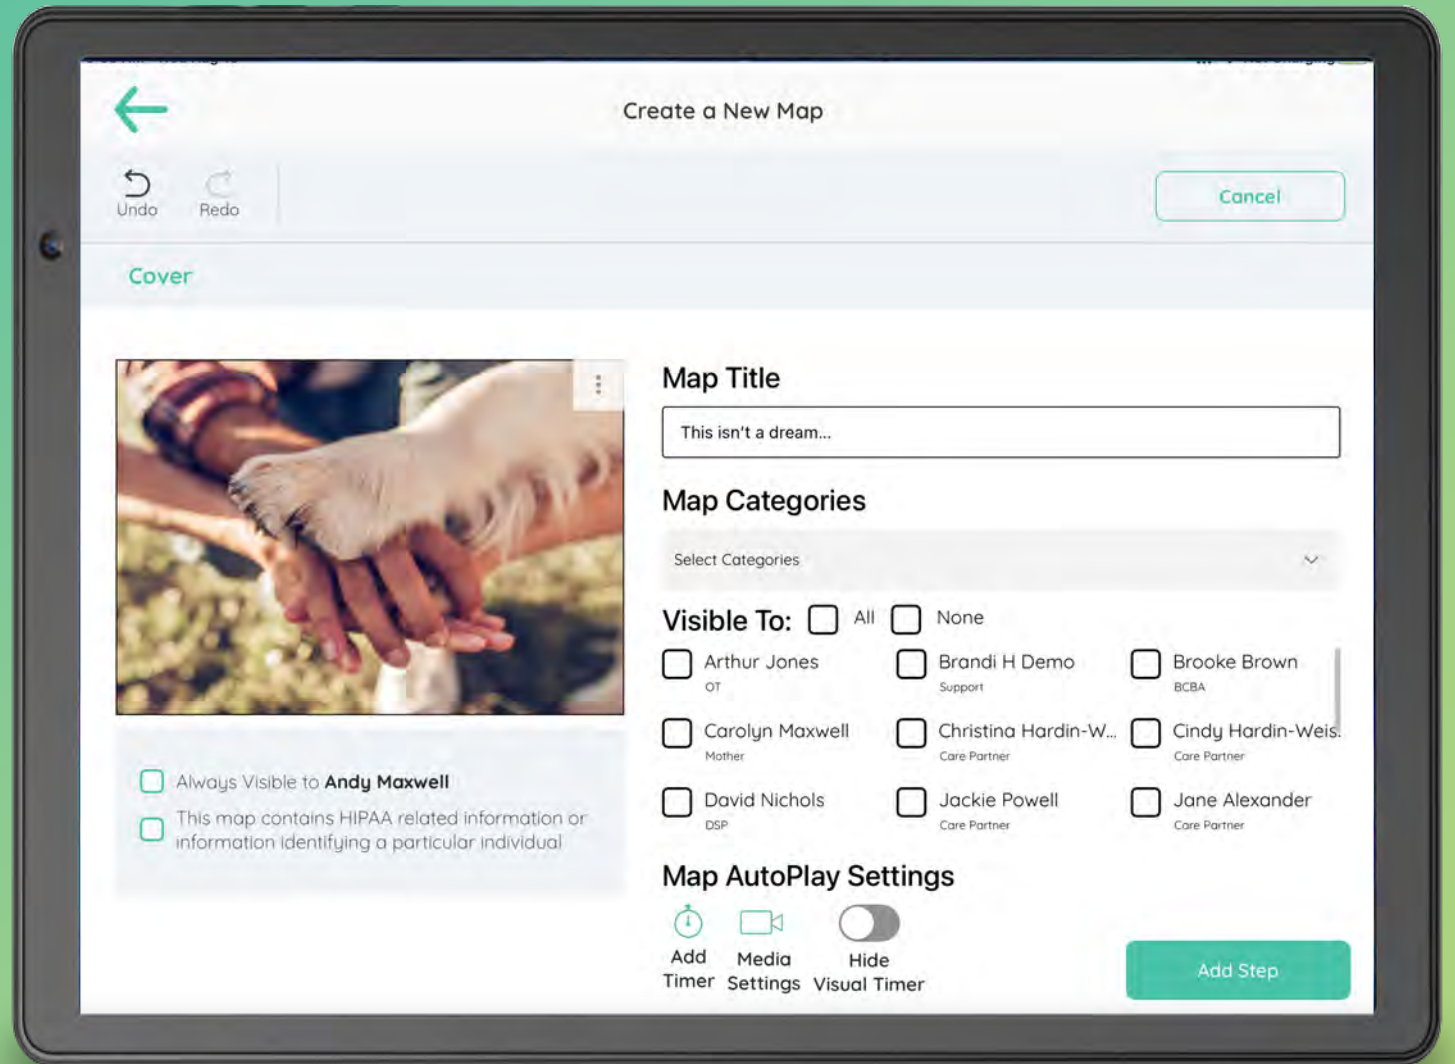 Create a New Map
Undo
Redo
Cancel
Cover
Map Title
This isn't a dream...
Map Categories
Select Categories
Visible To: All None
Arthur Jones
OT
Brandi H Demo
Support
Brooke Brown
BCBA
Carolyn Maxwell
Mother
Christina Hardin-W...
Care Partner
Cindy Hardin-Weis
Care Partner
David Nichols
DSP
Jackie Powell
Care Partner
Jane Alexander
Care Partner
Always Visible to Andy Maxwell
This map contains HIPAA related information or
information identifying a particular individual
Map AutoPlay Settings
Add
Timer
Media
Settings
Hide
Visual Timer
Add Step